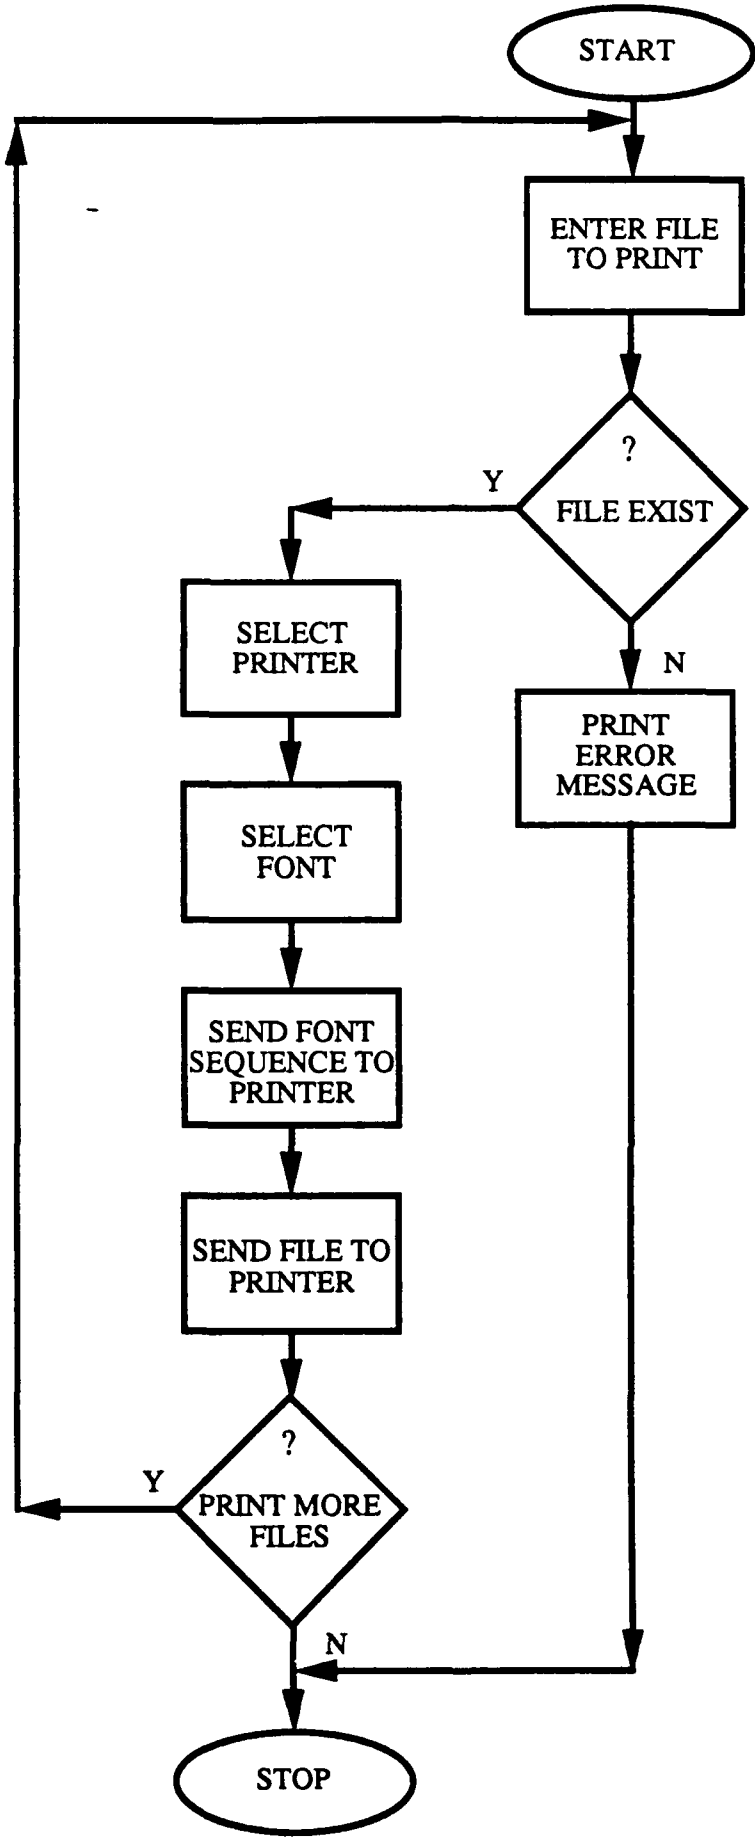 START
ENTER FILE
TO PRINT
?
FILE EXIST
Y
N
SELECT
PRINTER
PRINT
ERROR
MESSAGE
SELECT
FONT
SEND FONT
SEQUENCE TO
PRINTER
SEND FILE TO
PRINTER
?
PRINT MORE
FILES
Y
N
STOP